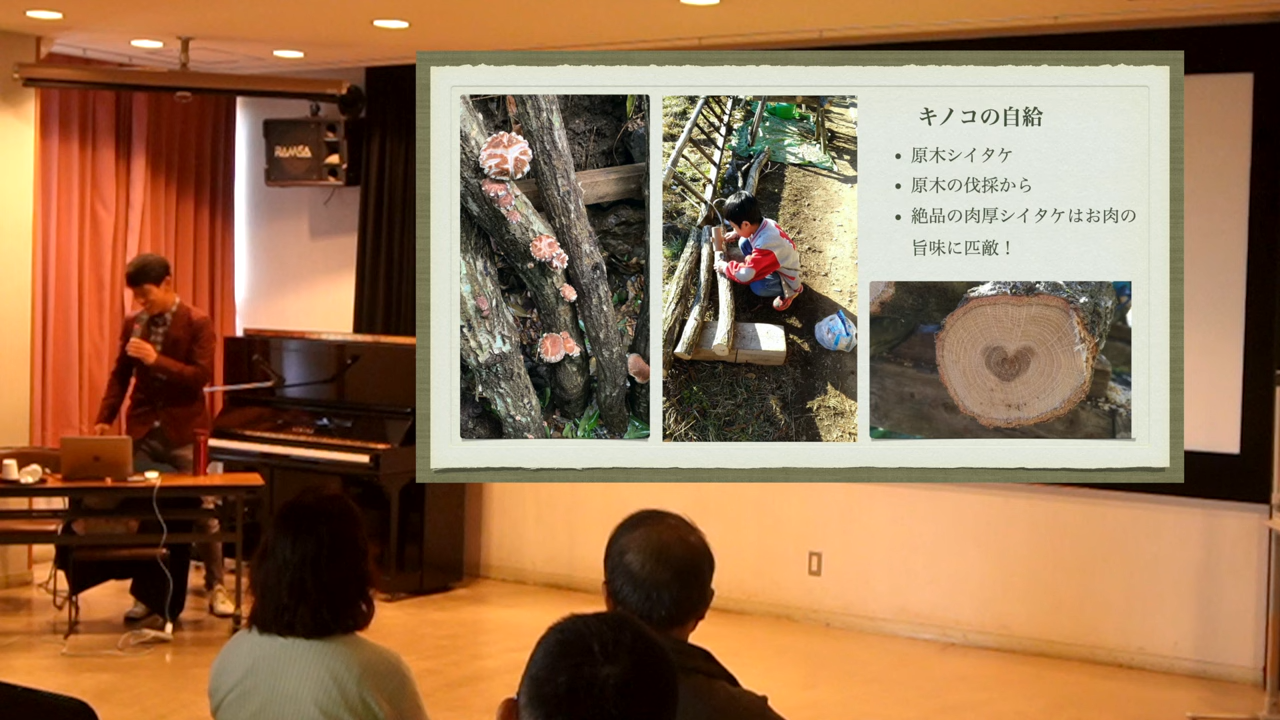 RAMSA
キノコの自給
• 原木シイタケ
• 原木の伐採から
• 絶品の肉厚シイタケはお肉の
旨味に匹敵！